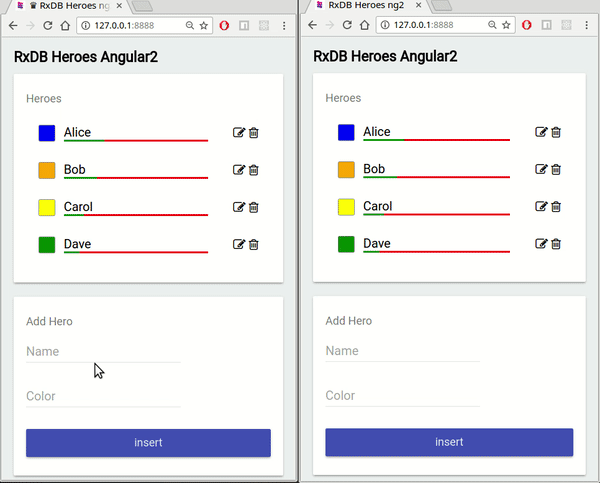 ♛ RxDB Heroes ng
127.0.0.1:8888
RxDB Heroes Angular2
Heroes
Alice
Bob
Carol
Dave
Add Hero
Name
Color
insert
RxDB Heroes ng2
127.0.0.1:8888
RxDB Heroes Angular2
Heroes
Alice
Bob
Carol
Dave
Add Hero
Name
Color
insert